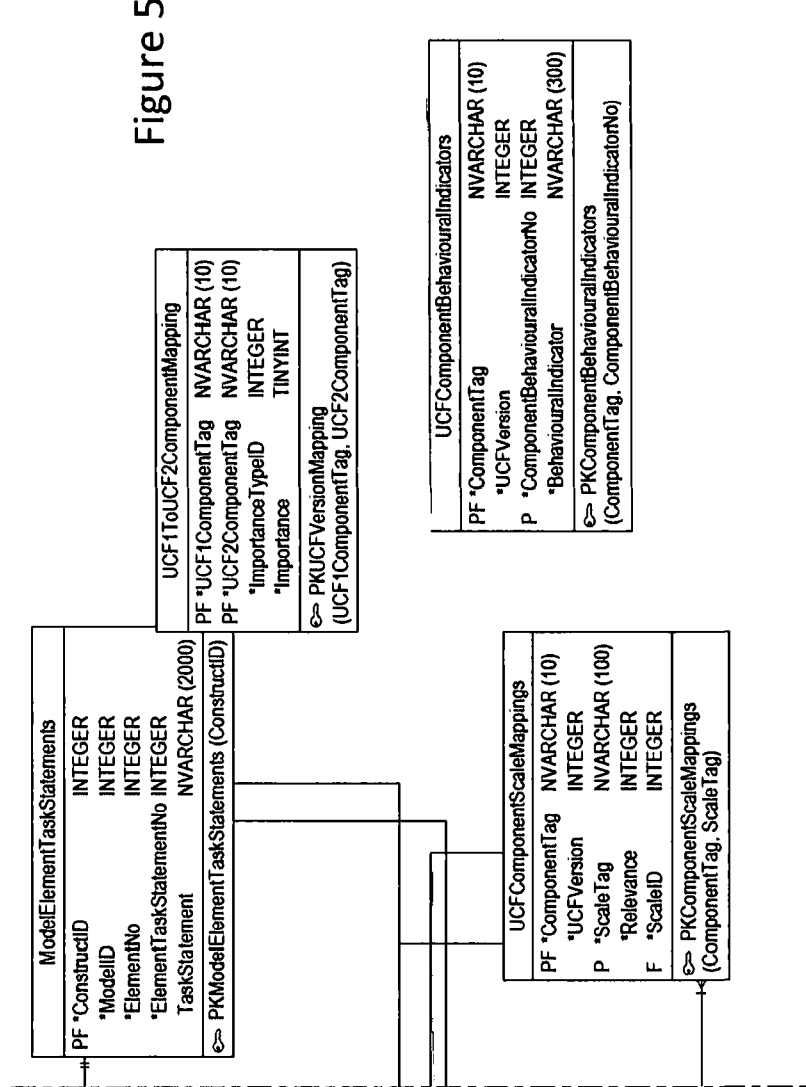 Figure 5
ModelElementTaskStatements
PF *ConstructID INTEGER
*ModelID INTEGER
*ElementNo INTEGER
*ElementTaskStatementNo INTEGER
TaskStatement NVARCHAR (2000)
PKModelElementTaskStatements (ConstructID)
UCF1ToUCF2ComponentMapping
PF *UCF1ComponentTag NVARCHAR (10)
PF *UCF2ComponentTag NVARCHAR (10)
*ImportanceTypeID INTEGER
*Importance TINYINT
PKUCFVersionMapping
(UCF1ComponentTag, UCF2ComponentTag)
UCFComponentScaleMappings
PF *ComponentTag NVARCHAR (10)
*UCFVersion INTEGER
P *ScaleTag NVARCHAR (100)
*Relevance INTEGER
F *ScaleID INTEGER
PKComponentScaleMappings
(ComponentTag, ScaleTag)
UCFComponentBehaviouralIndicators
PF *ComponentTag NVARCHAR (10)
*UCFVersion INTEGER
P *ComponentBehaviouralIndicatorNo INTEGER
*BehaviouralIndicator NVARCHAR (300)
PKComponentBehaviouralIndicators
(ComponentTag, ComponentBehaviouralIndicatorNo)